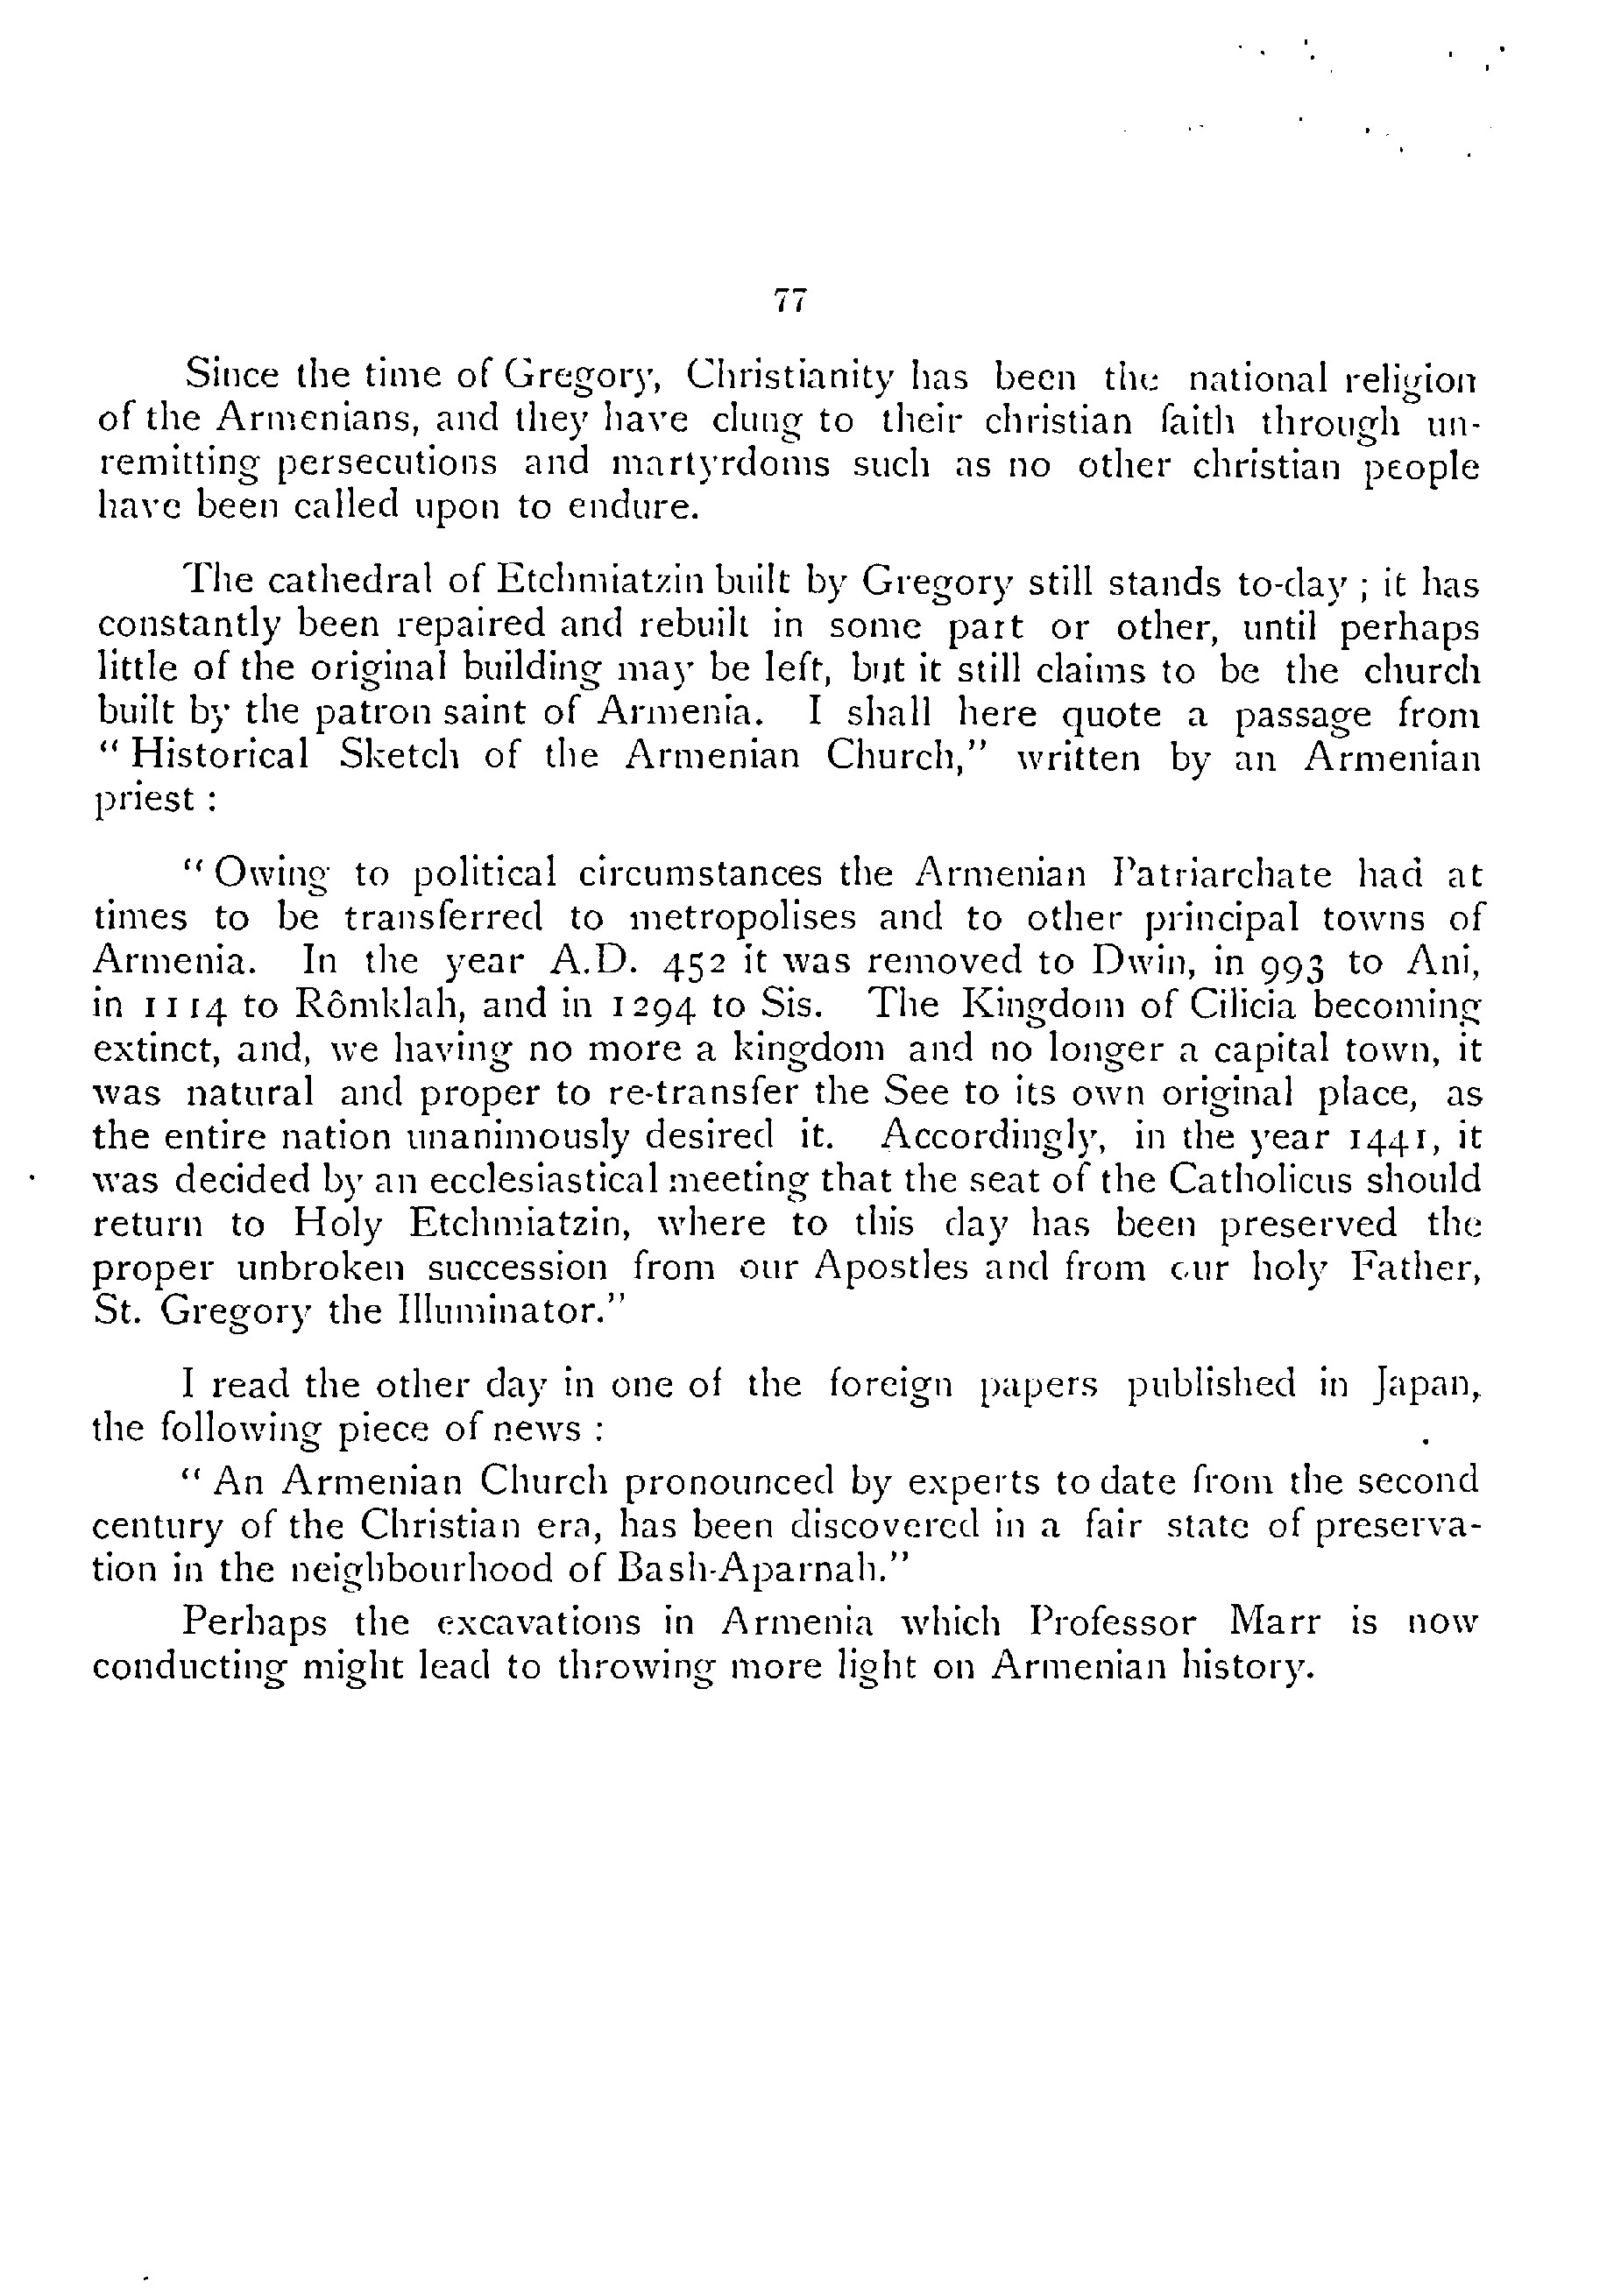 77
Since the time of Gregory, Christianity has been the national religion
of the Armenians, and they have clung to their christian faith through un-
remitting persecutions and martyrdoms such as no other christian people
have been called upon to endure.
The cathedral of Etchmiatzin built by Gregory still stands to-day ; it has
constantly been repaired and rebuilt in some part or other, until perhaps
little of the original building may be left, but it still claims to be the church
built by the patron saint of Armenia. I shall here quote a passage from
“ Historical Sketch of the Armenian Church,” written by an Armenian
priest :
“ Owing to political circumstances the Armenian Patriarchate had at
times to be transferred to metropolises and to other principal towns of
Armenia. In the year A.D. 452 it was removed to Dwin, in 993 to Ani,
in 1114 to Rômklah, and in 1294 to Sis. The Kingdom of Cilicia becoming
extinct, and, we having no more a kingdom and no longer a capital town, it
was natural and proper to re-transfer the See to its own original place, as
the entire nation unanimously desired it. Accordingly, in the year 1441, it
was decided by an ecclesiastical meeting that the seat of the Catholicus should
return to Holy Etchmiatzin, where to this day has been preserved the
proper unbroken succession from our Apostles and from our holy Father,
St. Gregory the Illuminator.”
I read the other day in one of the foreign papers published in Japan,
the following piece of news :
“ An Armenian Church pronounced by experts to date from the second
century of the Christian era, has been discovered in a fair state of preserva-
tion in the neighbourhood of Bash-Aparnah.”
Perhaps the excavations in Armenia which Professor Marr is now
conducting might lead to throwing more light on Armenian history.